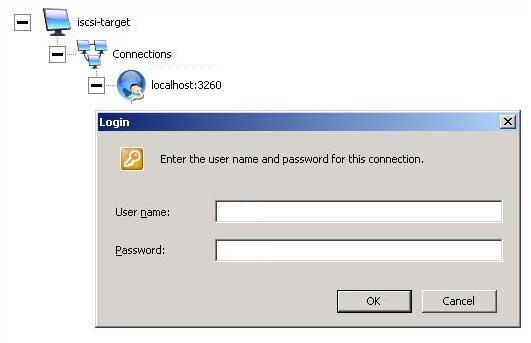 iscsi-target
Connections
localhost:3260
Login
Enter the user name and password for this connection.
User name:
Password:
OK
Cancel